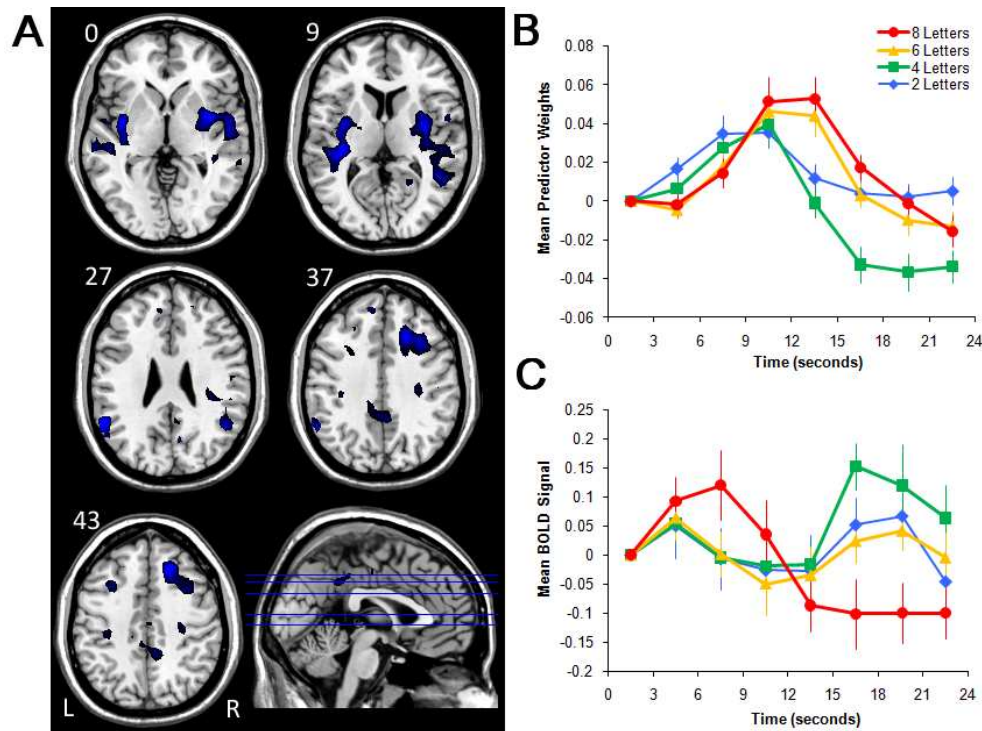 A
0
9
27
37
43
L
R
B
8 Letters
6 Letters
4 Letters
2 Letters
Mean Predictor Weights
0.08
0.06
0.04
0.02
0
-0.02
-0.04
-0.06
0 3 6 9 12 15 18 21 24
Time (seconds)
C
Mean BOLD Signal
0.25
0.2
0.15
0.1
0.05
0
-0.05
-0.1
-0.15
-0.2
0 3 6 9 12 15 18 21 24
Time (seconds)